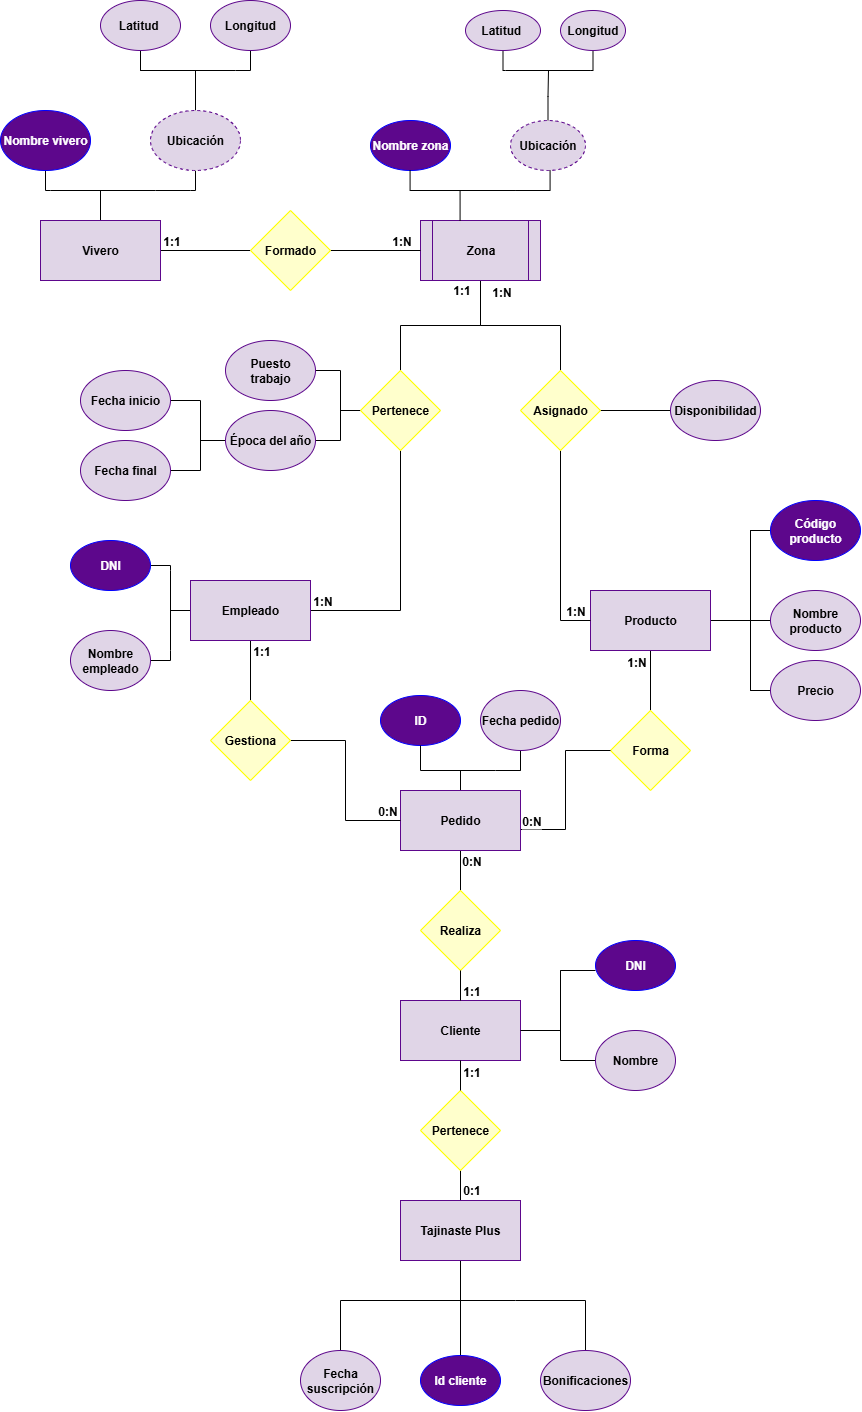 Latitud
Longitud
Latitud
Longitud
Nombre vivero
Ubicación
Nombre zona
Ubicación
Vivero
1:1
Formado
1:N
Zona
1:1
1:N
Puesto
trabajo
Fecha inicio
Pertenece
Asignado
Disponibilidad
Época del año
Fecha final
Código
producto
DNI
Empleado
1:N
1:N
Producto
Nombre
producto
Nombre
empleado
1:1
1:N
Precio
Gestiona
ID
Fecha pedido
Forma
0:N
Pedido
0:N
0:N
Realiza
DNI
1:1
Cliente
Nombre
1:1
Pertenece
0:1
Tajinaste Plus
Fecha
suscripción
Id cliente
Bonificaciones